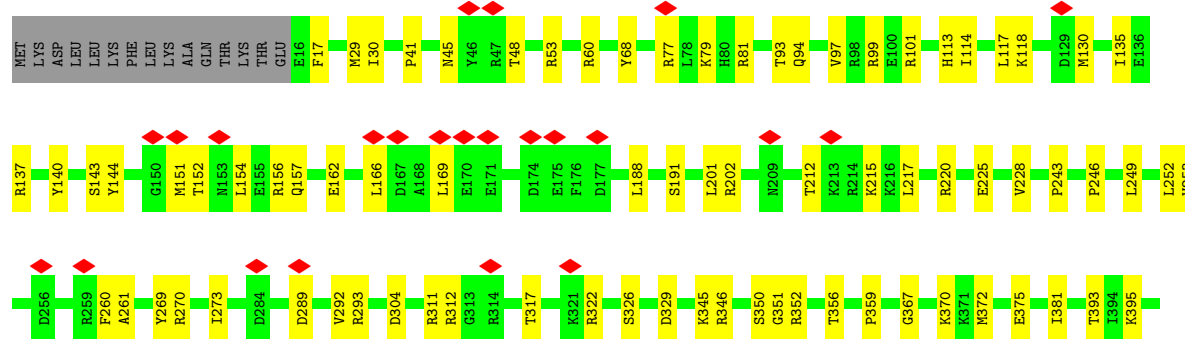 MET LYS ASP LEU LEU LEU LYS PHE LEU LYS ALA GLN THR LYS THR GLU E16 F17 M29 I30 P41 N45 Y46 R47 T48 R53 R60 Y68 R77 L78 K79 H80 R81 T93 Q94 V97 R98 R99 E100 R101 H113 I114 L117 K118 D129 M130 I135 E136
R137 Y140 S143 Y144 G150 M151 T152 N153 L154 E155 R156 Q157 E162 L166 D167 A168 L169 E170 E171 D174 E175 F176 D177 L188 S191 L201 R202 N209 T212 K213 R214 K215 K216 L217 R220 E225 V228 P243 P246 L249 L252
D256 R259 F260 A261 Y269 R270 I273 D284 D289 V292 R293 D304 R311 R312 G313 R314 T317 K321 R322 S326 D329 K345 R346 S350 G351 R352 T356 P359 G367 K370 K371 M372 E375 I381 T393 I394 K395